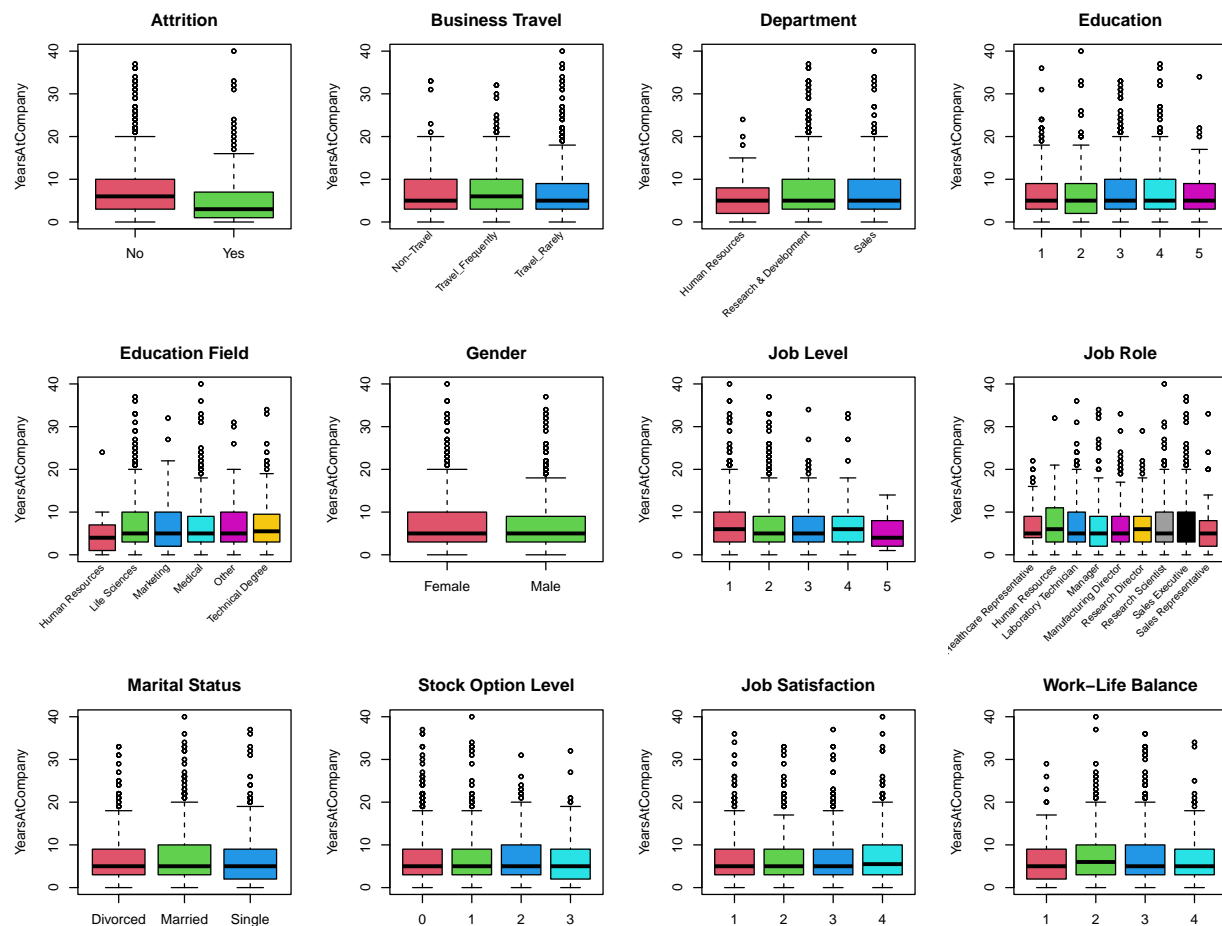 Attrition
YearsAtCompany
0 10 20 30 40
No Yes
Business Travel
YearsAtCompany
0 10 20 30 40
Non−Travel Travel_Frequently Travel_Rarely
Department
YearsAtCompany
0 10 20 30 40
Human Resources Research & Development Sales
Education
YearsAtCompany
0 10 20 30 40
1 2 3 4 5
Education Field
YearsAtCompany
0 10 20 30 40
Human Resources Life Sciences Marketing Medical Other Technical Degree
Gender
YearsAtCompany
0 10 20 30 40
Female Male
Job Level
YearsAtCompany
0 10 20 30 40
1 2 3 4 5
Job Role
YearsAtCompany
0 10 20 30 40
ealthcare Representative Human Resources Laboratory Technician Manager Manufacturing Director Research Director Research Scientist Sales Executive Sales Representative
Marital Status
YearsAtCompany
0 10 20 30 40
Divorced Married Single
Stock Option Level
YearsAtCompany
0 10 20 30 40
0 1 2 3
Job Satisfaction
YearsAtCompany
0 10 20 30 40
1 2 3 4
Work−Life Balance
YearsAtCompany
0 10 20 30 40
1 2 3 4